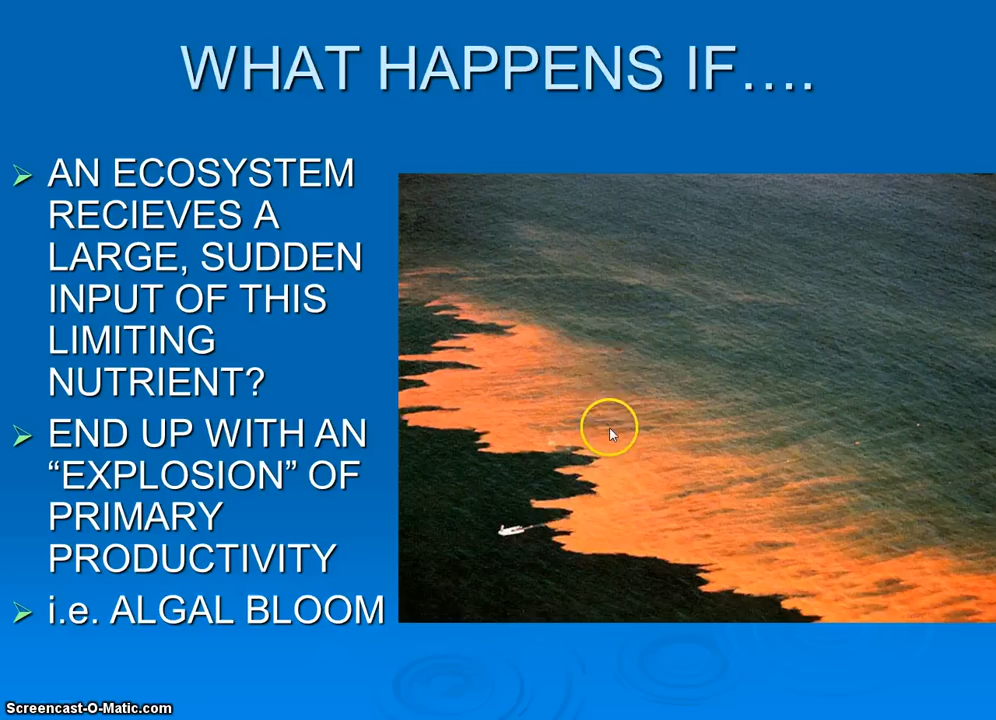 WHAT HAPPENS IF….
AN ECOSYSTEM
RECIEVES A
LARGE, SUDDEN
INPUT OF THIS
LIMITING
NUTRIENT?
END UP WITH AN
“EXPLOSION” OF
PRIMARY
PRODUCTIVITY
i.e. ALGAL BLOOM
Screencast-O-Matic.com